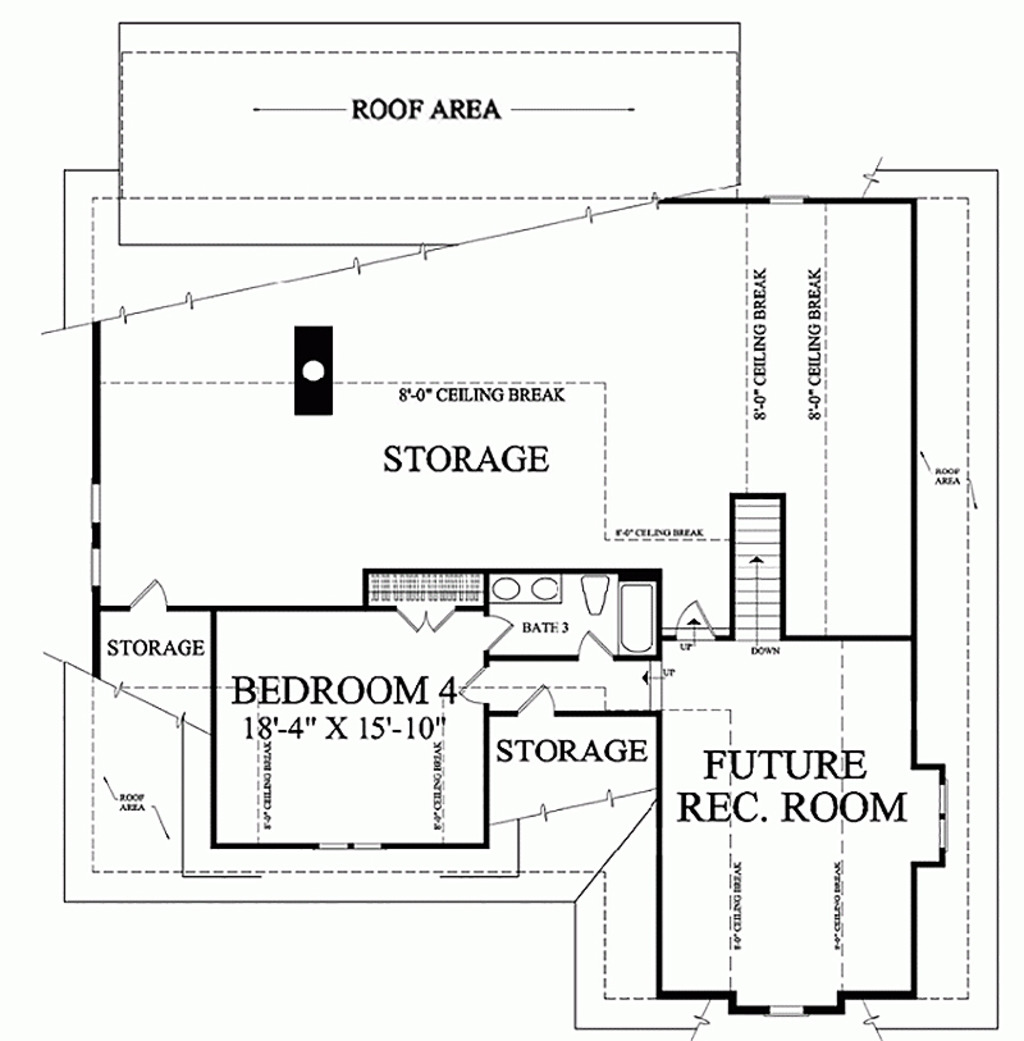 ROOF AREA
8'-0" CEILING BREAK
8'-0" CEILING BREAK
8'-0" CEILING BREAK
STORAGE
ROOF
AREA
8'-0" CEILING BREAK
BATH 3
STORAGE
UP
DOWN
UP
BEDROOM 4
18'-4" X 15'-10"
STORAGE
8'-0" CEILING BREAK
8'-0" CEILING BREAK
FUTURE
REC. ROOM
ROOF
AREA
8'-0" CEILING BREAK
8'-0" CEILING BREAK